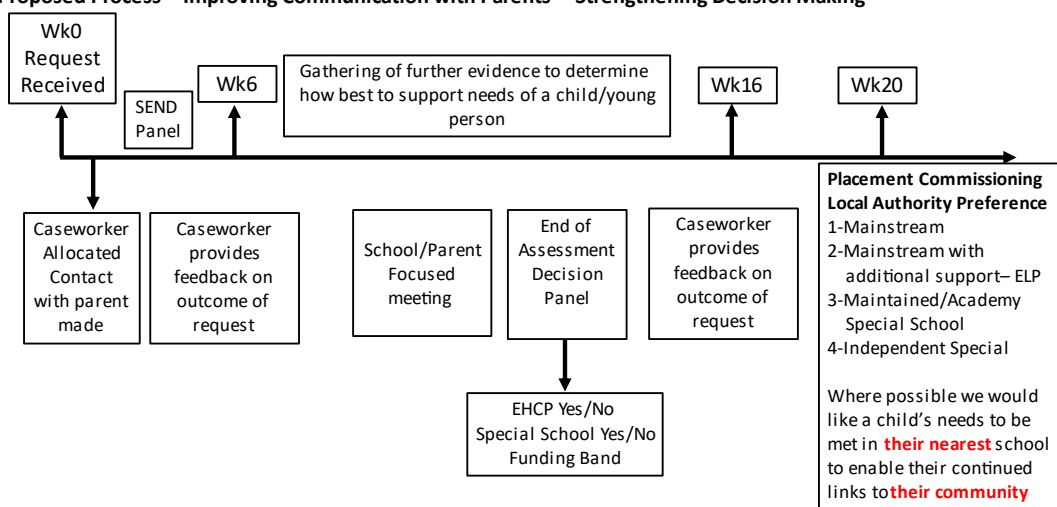 Proposed Process – Improving Communication with Parents – Strengthening Decision Making
Wk0
Request
Received
SEND
Panel
Wk6
Gathering of further evidence to determine
how best to support needs of a child/young
person
Wk16
Wk20
Caseworker
Allocated
Contact
with parent
made
Caseworker
provides
feedback on
outcome of
request
School/Parent
Focused
meeting
End of
Assessment
Decision
Panel
Caseworker
provides
feedback on
outcome of
request
EHCP Yes/No
Special School Yes/No
Funding Band
Placement Commissioning
Local Authority Preference
1-Mainstream
2-Mainstream with
additional support– ELP
3-Maintained/Academy
Special School
4-Independent Special
Where possible we would
like a child's needs to be
met in their nearest school
to enable their continued
links to their community